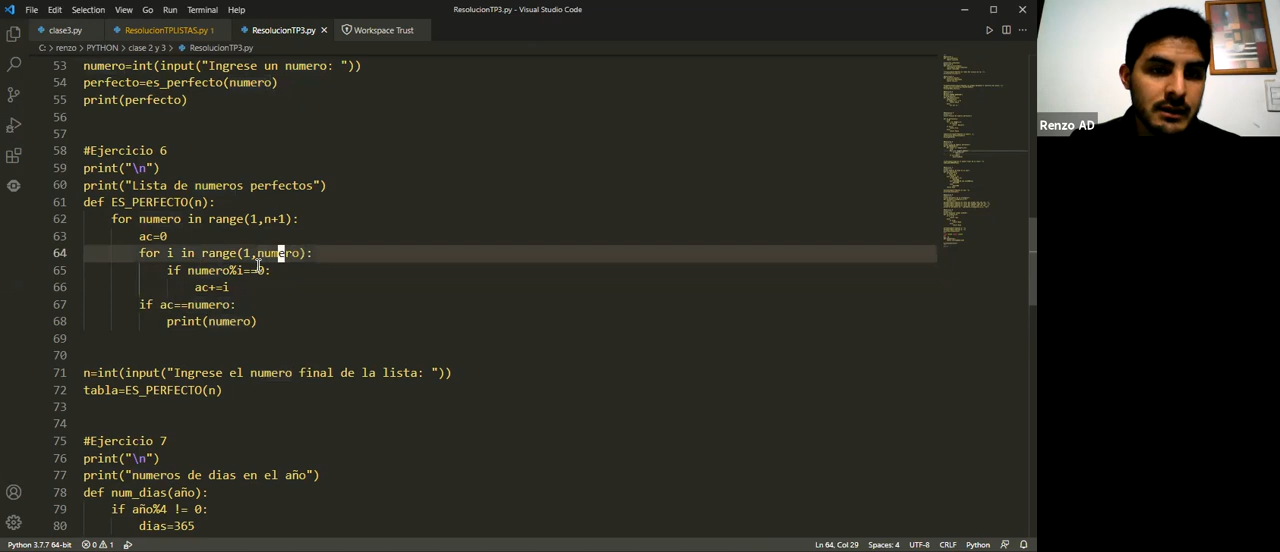 File Edit Selection View Go Run Terminal Help
ResolucionTP3.py - Visual Studio Code
clase3.py ResolucionTPLISTAS.py 1 ResolucionTP3.py Workspace Trust
C: > renzo > PYTHON > clase 2 y 3 > ResolucionTP3.py
53 numero=int(input("Ingrese un numero: "))
54 perfecto=es_perfecto(numero)
55 print(perfecto)
56
57
58 #Ejercicio 6
59 print("\n")
60 print("Lista de numeros perfectos")
61 def ES_PERFECTO(n):
62 for numero in range(1,n+1):
63 ac=0
64 for i in range(1,numero):
65 if numero%i==0:
66 ac+=i
67 if ac==numero:
68 print(numero)
69
70
71 n=int(input("Ingrese el numero final de la lista: "))
72 tabla=ES_PERFECTO(n)
73
74
75 #Ejercicio 7
76 print("\n")
77 print("numeros de dias en el año")
78 def num_dias(año):
79 if año%4 != 0:
80 dias=365
Renzo AD
Python 3.7.7 64-bit 0 1 Ln 64, Col 29 Spaces: 4 UTF-8 CRLF Python